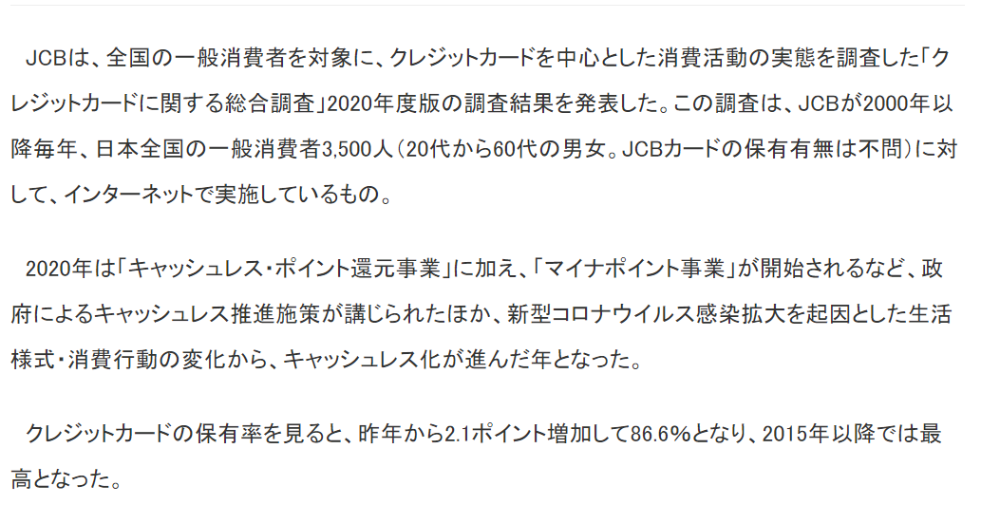 JCBは、全国の一般消費者を対象に、クレジットカードを中心とした消費活動の実態を調査した「ク
レジットカードに関する総合調査」2020年度版の調査結果を発表した。この調査は、JCBが2000年以
降毎年、日本全国の一般消費者3,500人（20代から60代の男女。JCBカードの保有有無は不問）に対
して、インターネットで実施しているもの。
2020年は「キャッシュレス・ポイント還元事業」に加え、「マイナポイント事業」が開始されるなど、政
府によるキャッシュレス推進施策が講じられたほか、新型コロナウイルス感染拡大を起因とした生活
様式・消費行動の変化から、キャッシュレス化が進んだ年となった。
クレジットカードの保有率を見ると、昨年から2.1ポイント増加して86.6％となり、2015年以降では最
高となった。